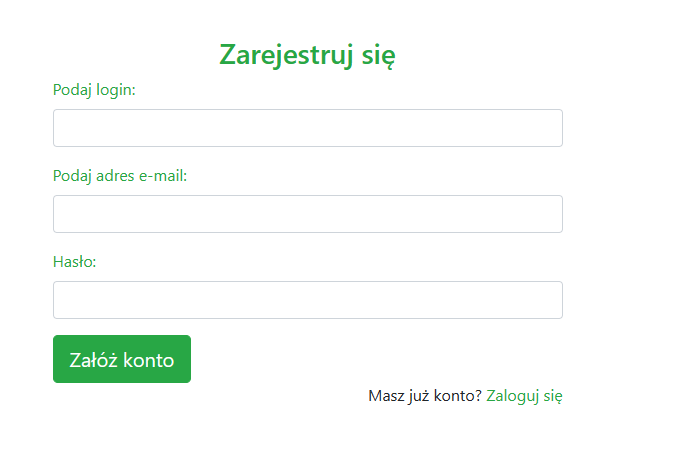 Zarejestruj się
Podaj login:
Podaj adres e-mail:
Hasło:
Załóż konto
Masz już konto? Zaloguj się